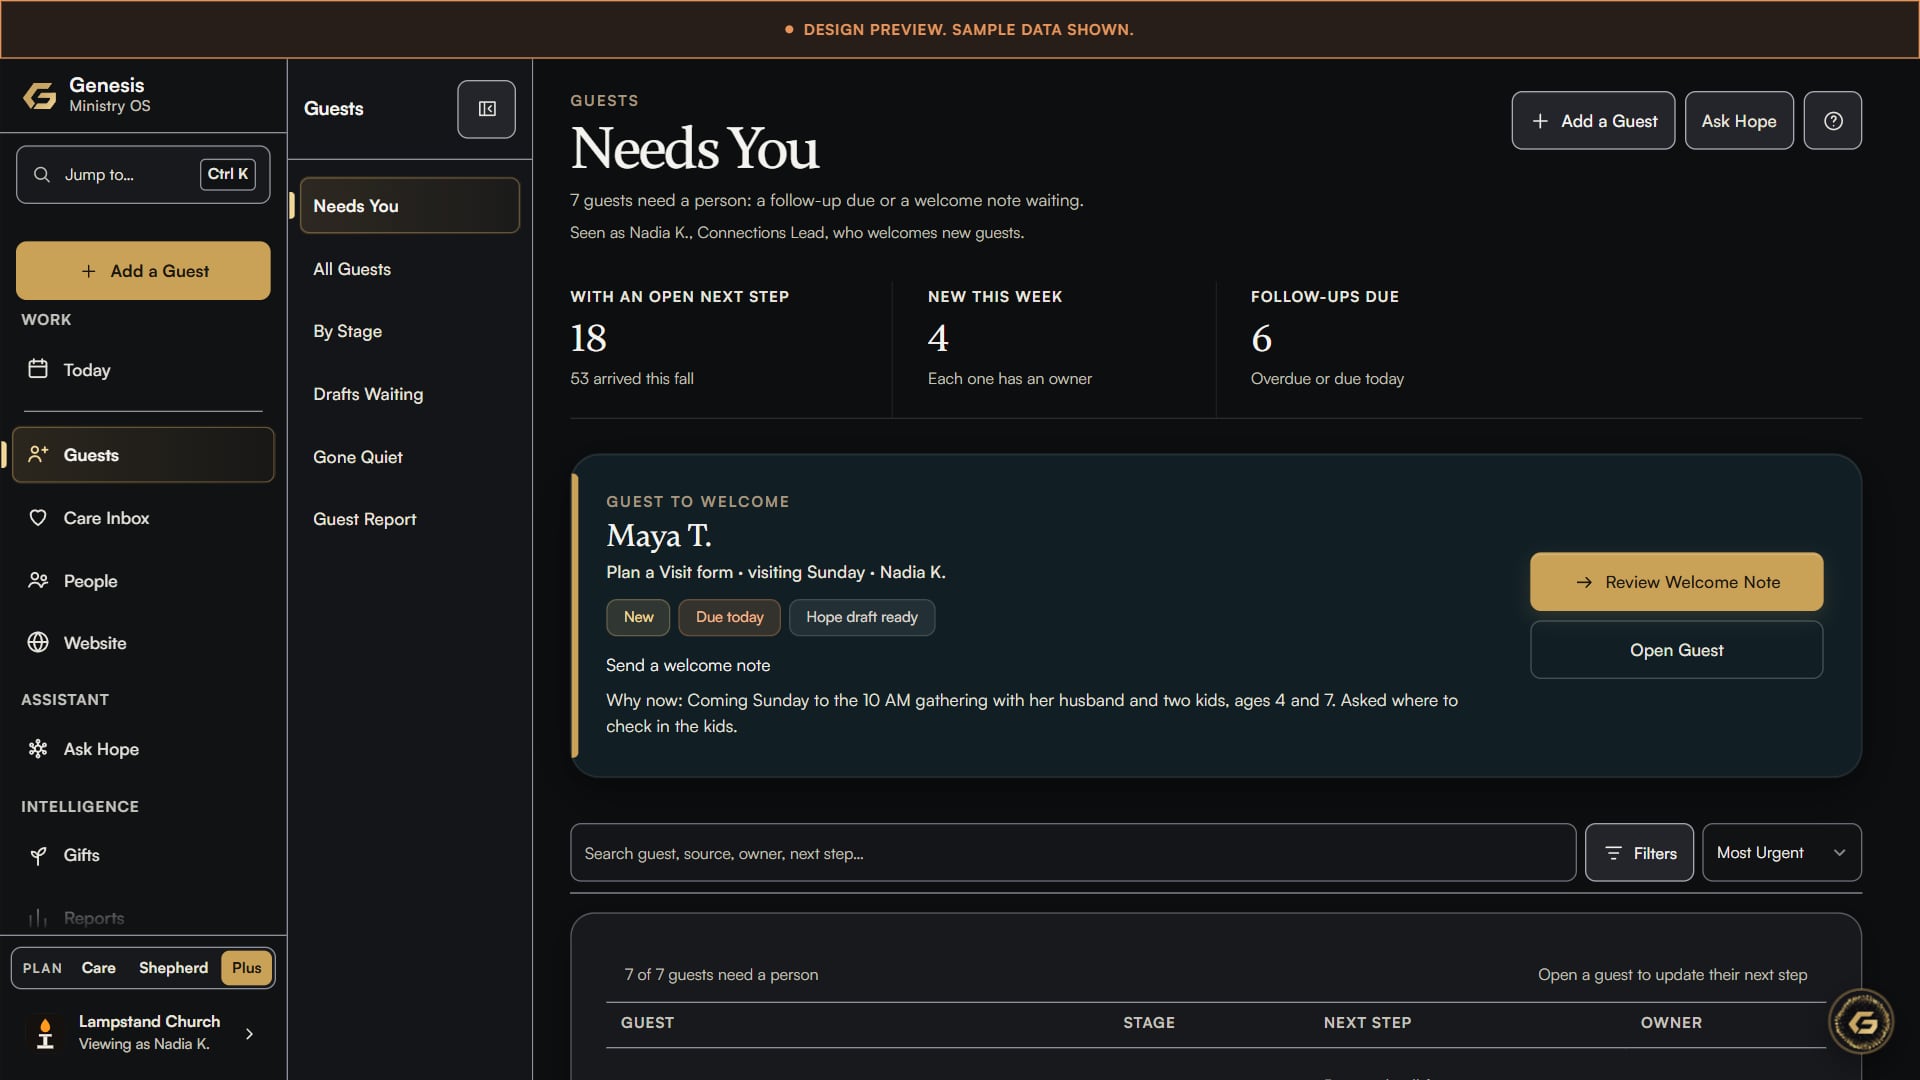 DESIGN PREVIEW. SAMPLE DATA SHOWN.
Genesis
Ministry OS
Jump to...
Ctrl K
Add a Guest
WORK
Today
Guests
Care Inbox
People
Website
ASSISTANT
Ask Hope
INTELLIGENCE
Gifts
Reports
PLAN Care Shepherd Plus
Lampstand Church
Viewing as Nadia K.
Guests
Needs You
All Guests
By Stage
Drafts Waiting
Gone Quiet
Guest Report
GUESTS
Needs You
7 guests need a person: a follow-up due or a welcome note waiting.
Seen as Nadia K., Connections Lead, who welcomes new guests.
Add a Guest
Ask Hope
WITH AN OPEN NEXT STEP
18
53 arrived this fall
NEW THIS WEEK
4
Each one has an owner
FOLLOW-UPS DUE
6
Overdue or due today
GUEST TO WELCOME
Maya T.
Plan a Visit form · visiting Sunday · Nadia K.
New
Due today
Hope draft ready
Send a welcome note
Why now: Coming Sunday to the 10 AM gathering with her husband and two kids, ages 4 and 7. Asked where to
check in the kids.
Review Welcome Note
Open Guest
Search guest, source, owner, next step...
Filters
Most Urgent
7 of 7 guests need a person
Open a guest to update their next step
GUEST STAGE NEXT STEP OWNER